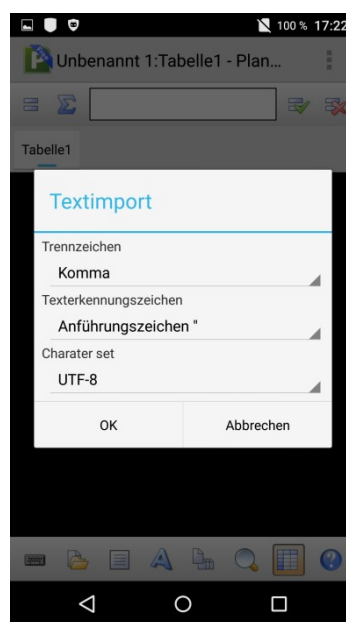 100 % 17:22
Unbenannt 1:Tabelle1 - Plan...
Tabelle1
Textimport
Trennzeichen
Komma
Texterkennungszeichen
Anführungszeichen "
Charater set
UTF-8
OK Abbrechen